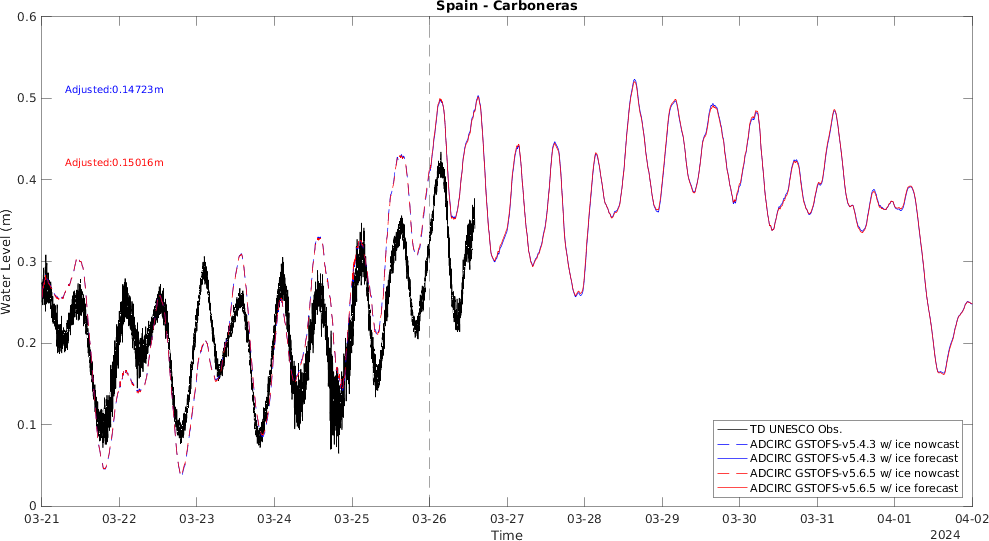 Spain - Carboneras
0.6
0.5
0.4
0.3
0.2
0.1
0
Water Level (m)
Adjusted:0.14723m
Adjusted:0.15016m
TD UNESCO Obs.
ADCIRC GSTOFS-v5.4.3 w/ ice nowcast
ADCIRC GSTOFS-v5.4.3 w/ ice forecast
ADCIRC GSTOFS-v5.6.5 w/ ice nowcast
ADCIRC GSTOFS-v5.6.5 w/ ice forecast
03-21 03-22 03-23 03-24 03-25 03-26 03-27 03-28 03-29 03-30 03-31 04-01 04-02
Time
2024